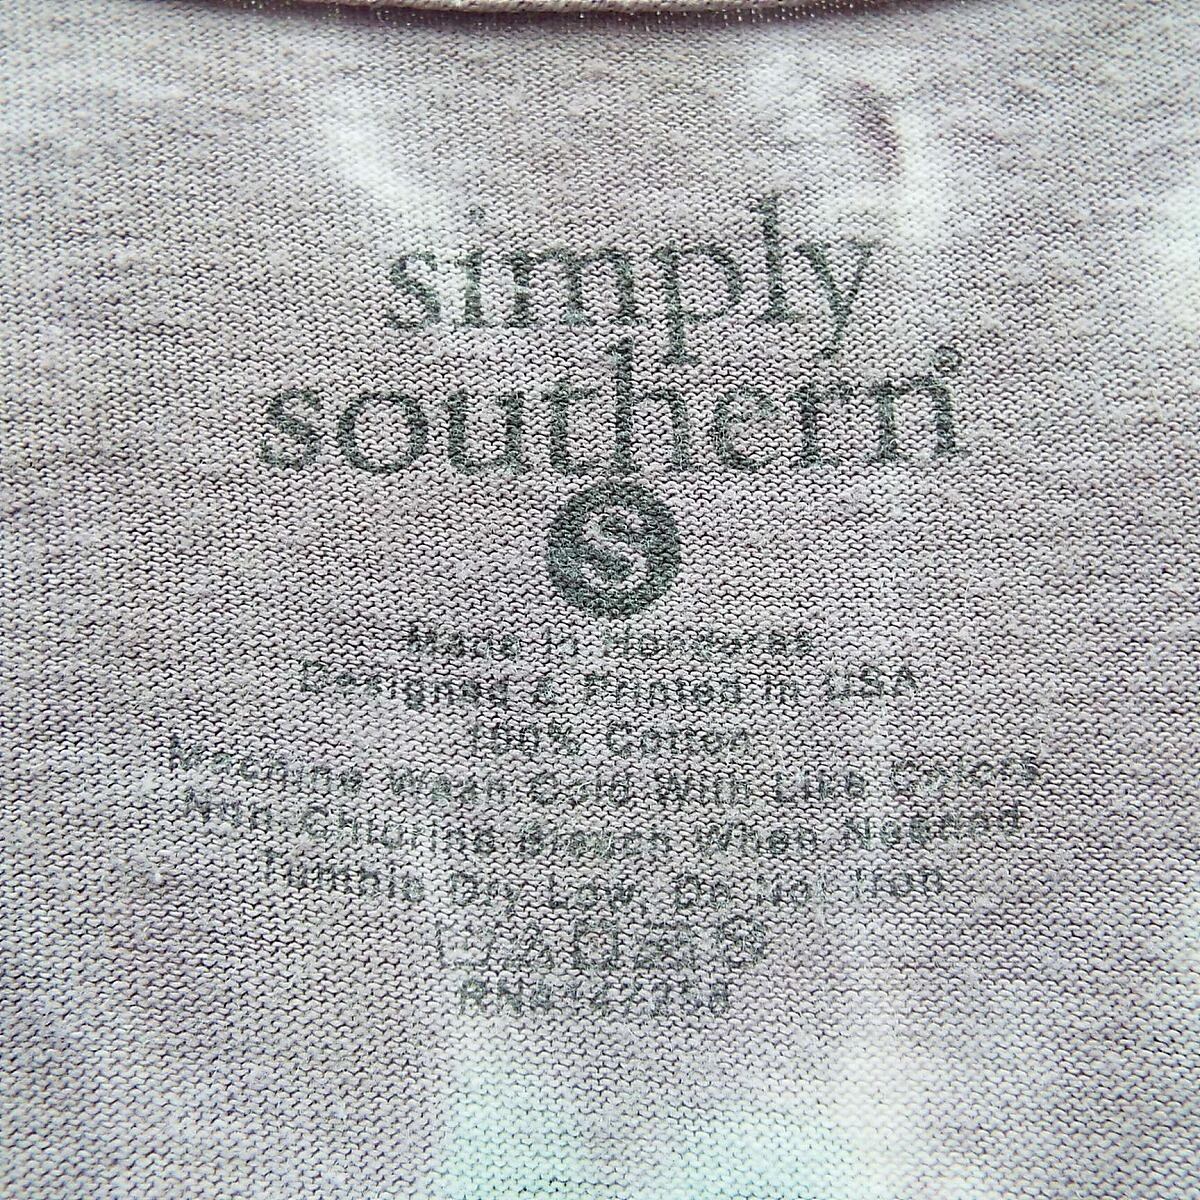 simply
southern®
S
Made In Honduras
Designed & Printed in USA
100% Cotton
Machine Wash Cold With Like Colors
Non-Chlorine Bleach When Needed
Tumble Dry Low, Do Not Iron